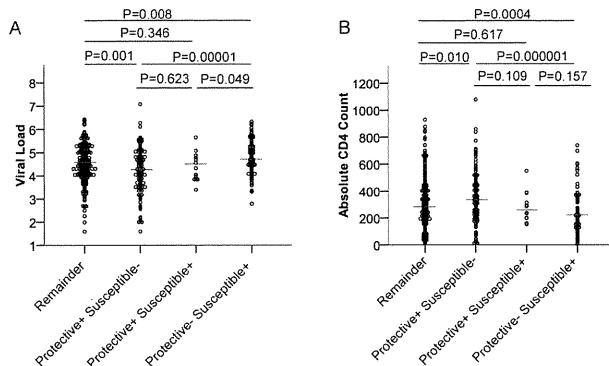 A
P=0.008
P=0.346
P=0.001
P=0.00001
P=0.623
P=0.049
Viral Load
8
7
6
5
4
3
2
1
Remainder
Protective+ Susceptible-
Protective+ Susceptible+
Protective- Susceptible+
B
P=0.0004
P=0.617
P=0.010
P=0.000001
P=0.109
P=0.157
Absolute CD4 Count
1200
1000
800
600
400
200
0
Remainder
Protective+ Susceptible-
Protective+ Susceptible+
Protective- Susceptible+